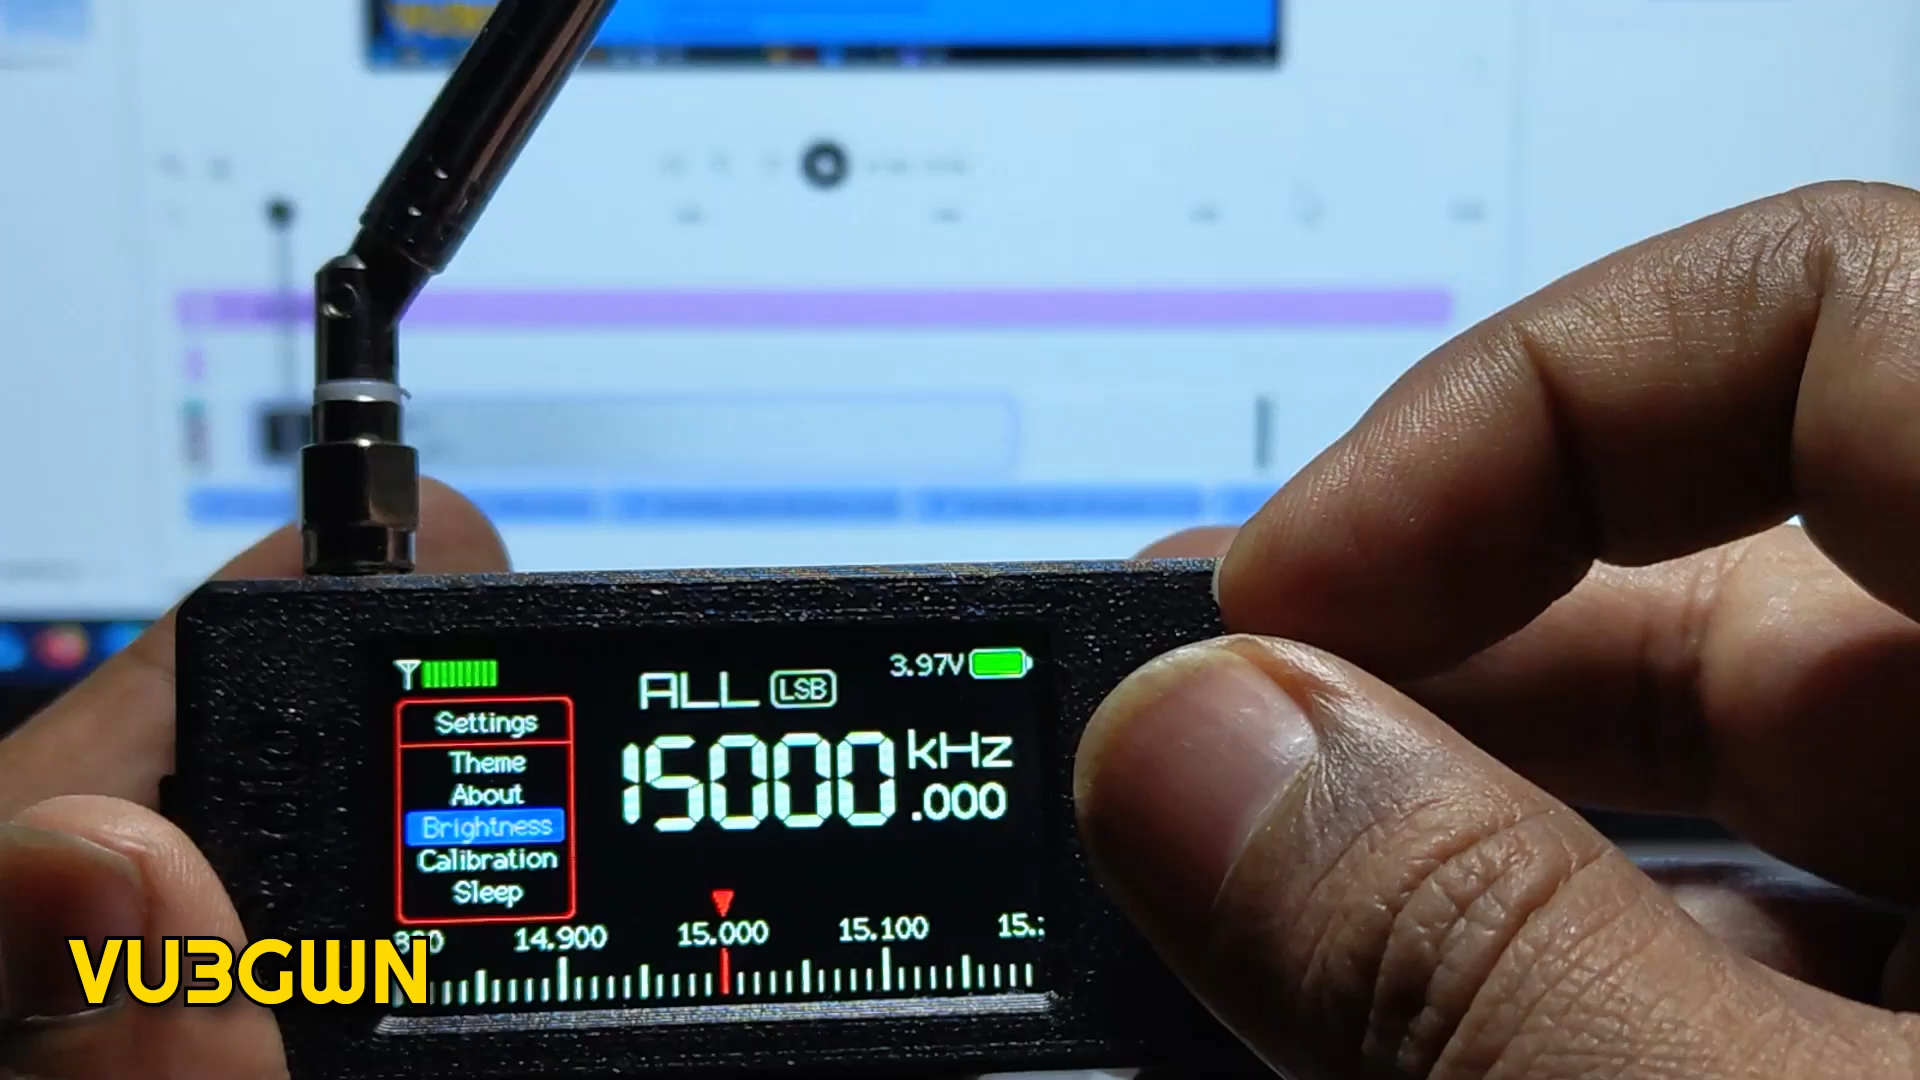 ALL LSB
3.97V
Settings
Theme
About
Brightness
Calibration
Sleep
15000 kHz
.000
14.900 15.000 15.100 15.
VU3GWN